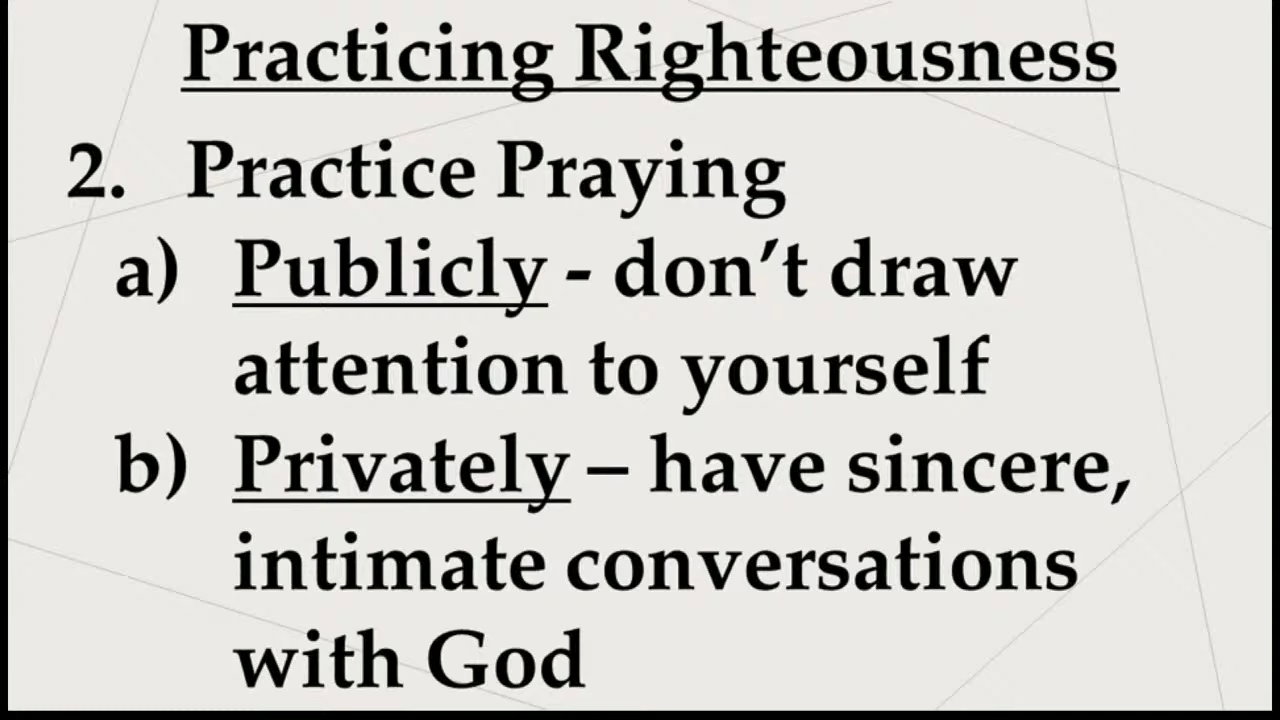 Practicing Righteousness
2. Practice Praying
a) Publicly - don’t draw
attention to yourself
b) Privately – have sincere,
intimate conversations
with God